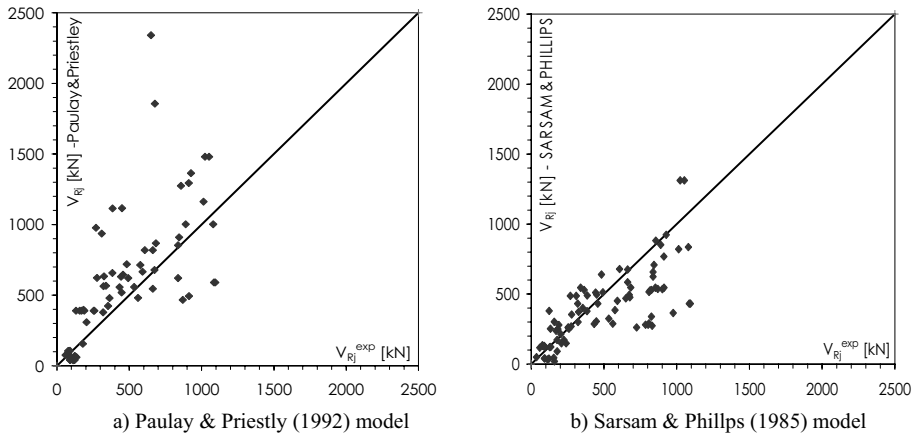 2500
2000
1500
1000
500
0
V_Rj [kN] -Paulay&Priestley
V_Rj^exp [kN]
0 500 1000 1500 2000 2500
a) Paulay & Priestly (1992) model
2500
2000
1500
1000
500
0
V_Rj [kN] - SARSAM&PHILLIPS
V_Rj^exp [kN]
0 500 1000 1500 2000 2500
b) Sarsam & Phillps (1985) model